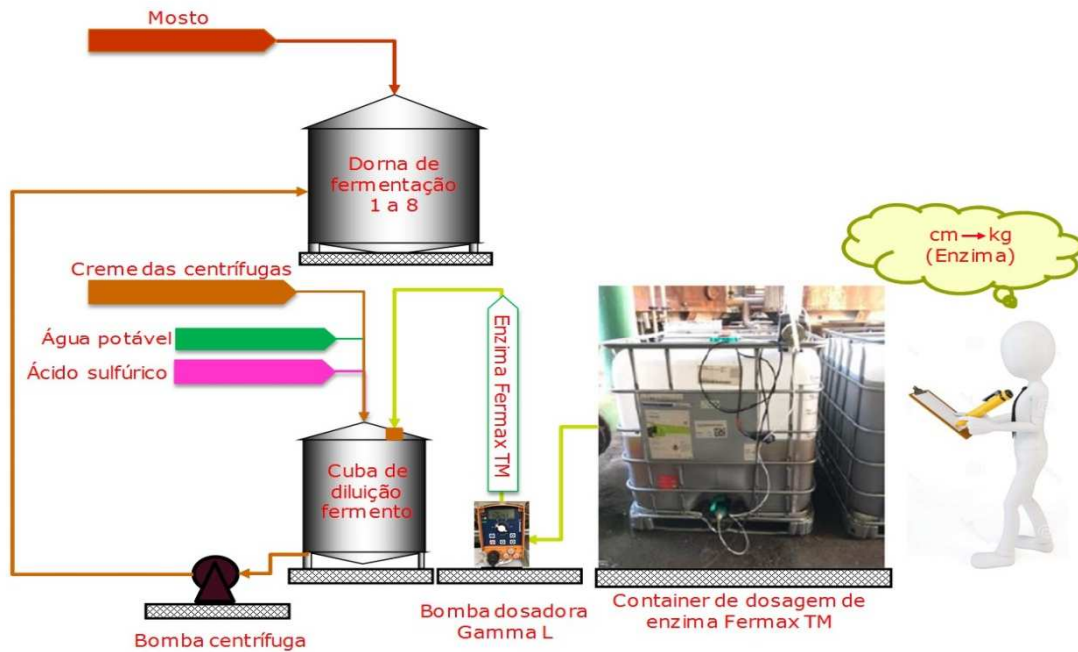 Mosto
Dorna de
fermentação
1 a 8
Creme das centrífugas
Água potável
Ácido sulfúrico
Cuba de
diluição
fermento
Enzima Fermax TM
cm→kg
(Enzima)
Bomba centrífuga
Bomba dosadora
Gamma L
Container de dosagem de
enzima Fermax TM